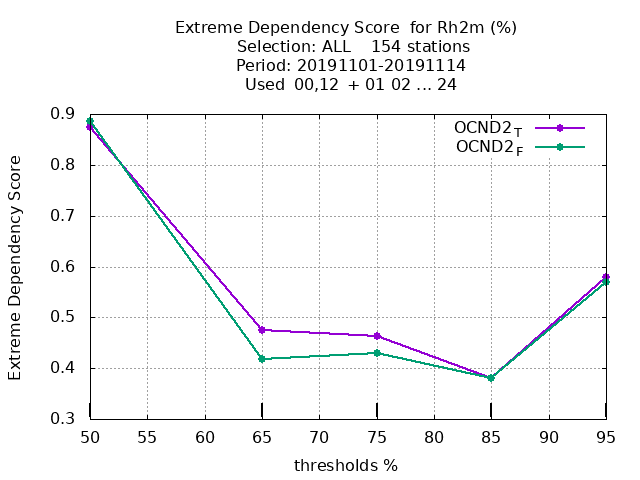 Extreme Dependency Score for Rh2m (%)
Selection: ALL 154 stations
Period: 20191101-20191114
Used 00,12 + 01 02 ... 24
OCND2_T
OCND2_F
Extreme Dependency Score
0.9
0.8
0.7
0.6
0.5
0.4
0.3
50 55 60 65 70 75 80 85 90 95
thresholds %